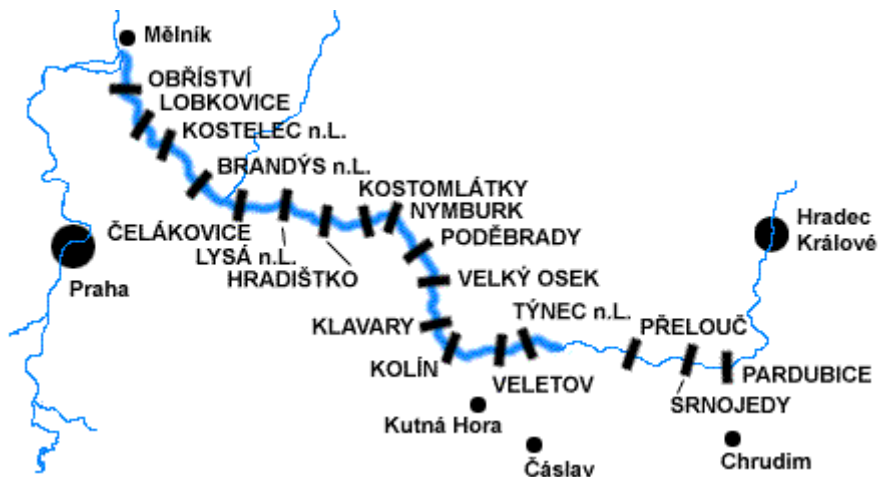 Mělník
OBŘÍSTVÍ
LOBKOVICE
KOSTELEC n.L.
BRANDÝS n.L.
KOSTOMLÁTKY
NYMBURK
Hradec
Králové
ČELÁKOVICE
PODĚBRADY
LYSÁ n.L.
HRADIŠTKO
VELKÝ OSEK
Praha
TÝNEC n.L.
KLAVARY
PŘELOUČ
KOLÍN
PARDUBICE
VELETOV
SRNOJEDY
Kutná Hora
Čáslav
Chrudim